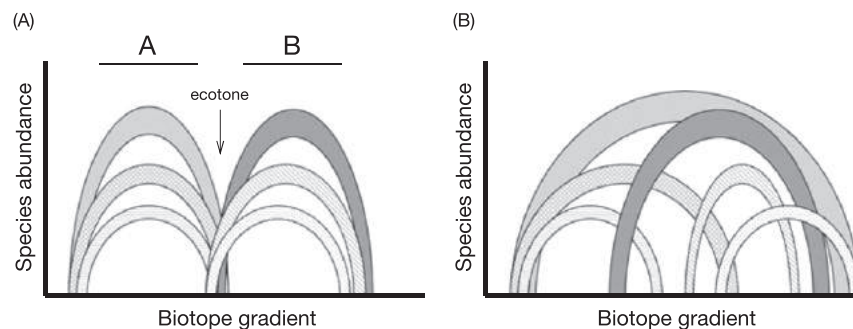 (A)
A
B
ecotone
Species abundance
Biotope gradient
(B)
Species abundance
Biotope gradient